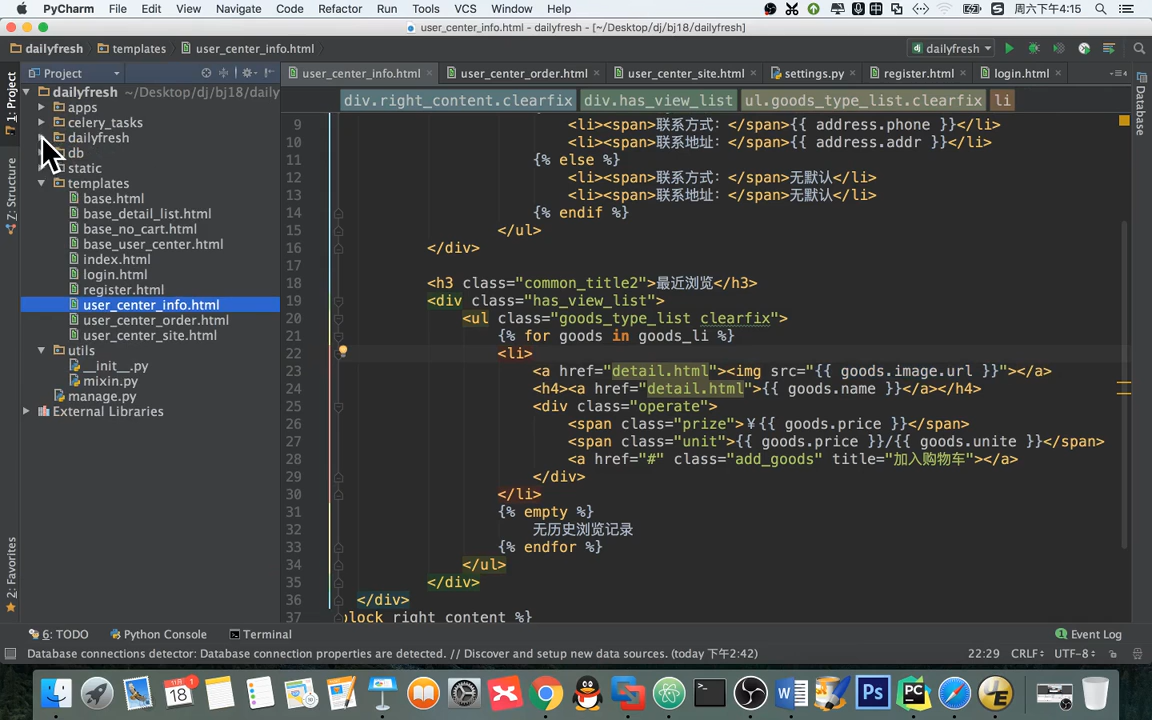 PyCharm File Edit View Navigate Code Refactor Run Tools VCS Window Help 周六下午4:15
user_center_info.html - dailyfresh - [~/Desktop/dj/bj18/dailyfresh]
dailyfresh templates user_center_info.html dailyfresh
Project user_center_info.html user_center_order.html user_center_site.html settings.py register.html login.html
div.right_content.clearfix div.has_view_list ul.goods_type_list.clearfix li
1: Project
Z: Structure
2: Favorites
Database
dailyfresh ~/Desktop/dj/bj18/daily
apps
celery_tasks
dailyfresh
db
static
templates
base.html
base_detail_list.html
base_no_cart.html
base_user_center.html
index.html
login.html
register.html
user_center_info.html
user_center_order.html
user_center_site.html
utils
__init__.py
mixin.py
manage.py
External Libraries
9 <li><span>联系方式：</span>{{ address.phone }}</li>
10 <li><span>联系地址：</span>{{ address.addr }}</li>
11 {% else %}
12 <li><span>联系方式：</span>无默认</li>
13 <li><span>联系地址：</span>无默认</li>
14 {% endif %}
15 </ul>
16 </div>
17
18 <h3 class="common_title2">最近浏览</h3>
19 <div class="has_view_list">
20 <ul class="goods_type_list clearfix">
21 {% for goods in goods_li %}
22 <li>
23 <a href="detail.html"><img src="{{ goods.image.url }}"></a>
24 <h4><a href="detail.html">{{ goods.name }}</a></h4>
25 <div class="operate">
26 <span class="prize">￥{{ goods.price }}</span>
27 <span class="unit">{{ goods.price }}/{{ goods.unite }}</span>
28 <a href="#" class="add_goods" title="加入购物车"></a>
29 </div>
30 </li>
31 {% empty %}
32 无历史浏览记录
33 {% endfor %}
34 </ul>
35 </div>
36 </div>
37 block right_content %}
6: TODO Python Console Terminal 1 Event Log
Database connections detector: Database connection properties are detected. // Discover and setup new data sources. (today 下午2:42) 22:29 CRLF÷ UTF-8÷
11月 18 W Ps PC